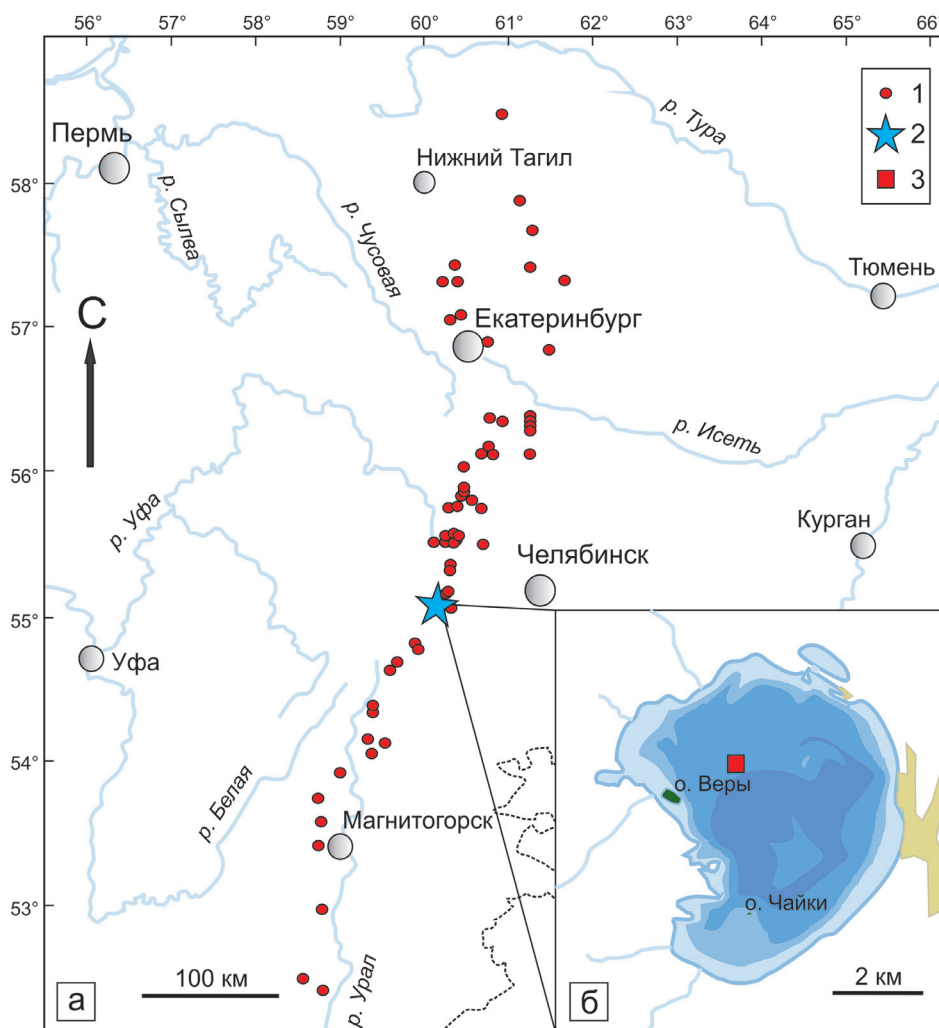 56° 57° 58° 59° 60° 61° 62° 63° 64° 65° 66°
1
2
3
р. Тура
Пермь
Нижний Тагил
58°
р. Сылва
р. Чусовая
Тюмень
С
57°
Екатеринбург
р. Исеть
56°
р. Уфа
Курган
Челябинск
55°
Уфа
54°
о. Веры
р. Белая
Магнитогорск
53°
о. Чайки
100 км
2 км
а
р. Урал
б